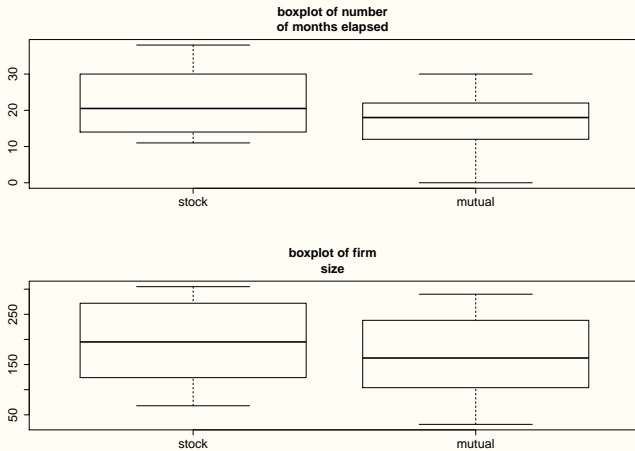 boxplot of number
of months elapsed
30
20
10
0
stock mutual
boxplot of firm
size
250
150
50
stock mutual